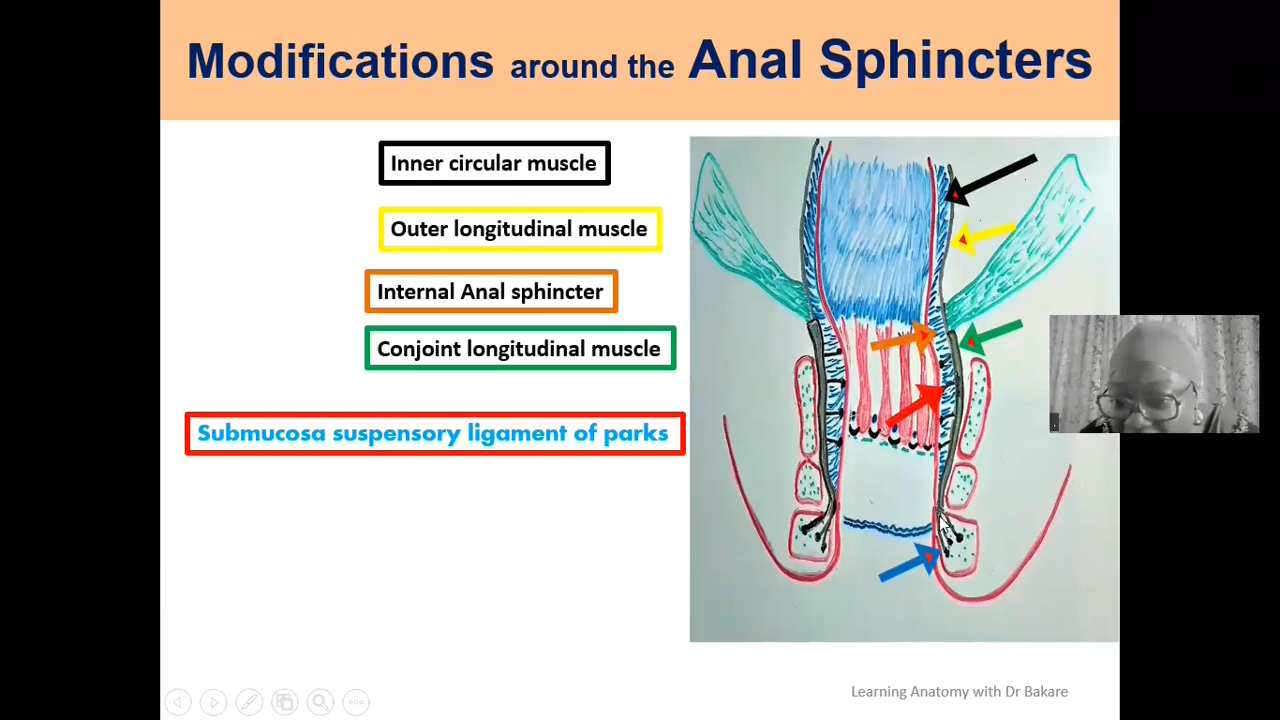 Modifications around the Anal Sphincters
Inner circular muscle
Outer longitudinal muscle
Internal Anal sphincter
Conjoint longitudinal muscle
Submucosa suspensory ligament of parks
Learning Anatomy with Dr Bakare